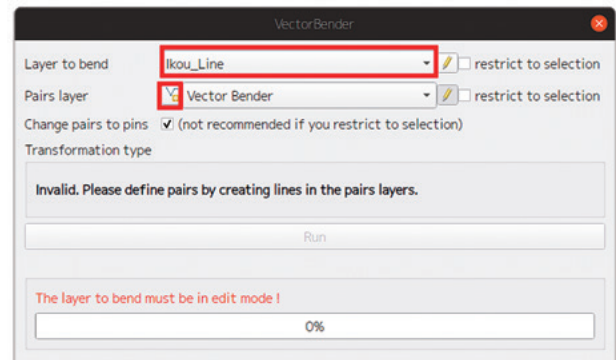 VectorBender
Layer to bend Ikou_Line restrict to selection
Pairs layer Vector Bender restrict to selection
Change pairs to pins (not recommended if you restrict to selection)
Transformation type
Invalid. Please define pairs by creating lines in the pairs layers.
Run
The layer to bend must be in edit mode !
0%